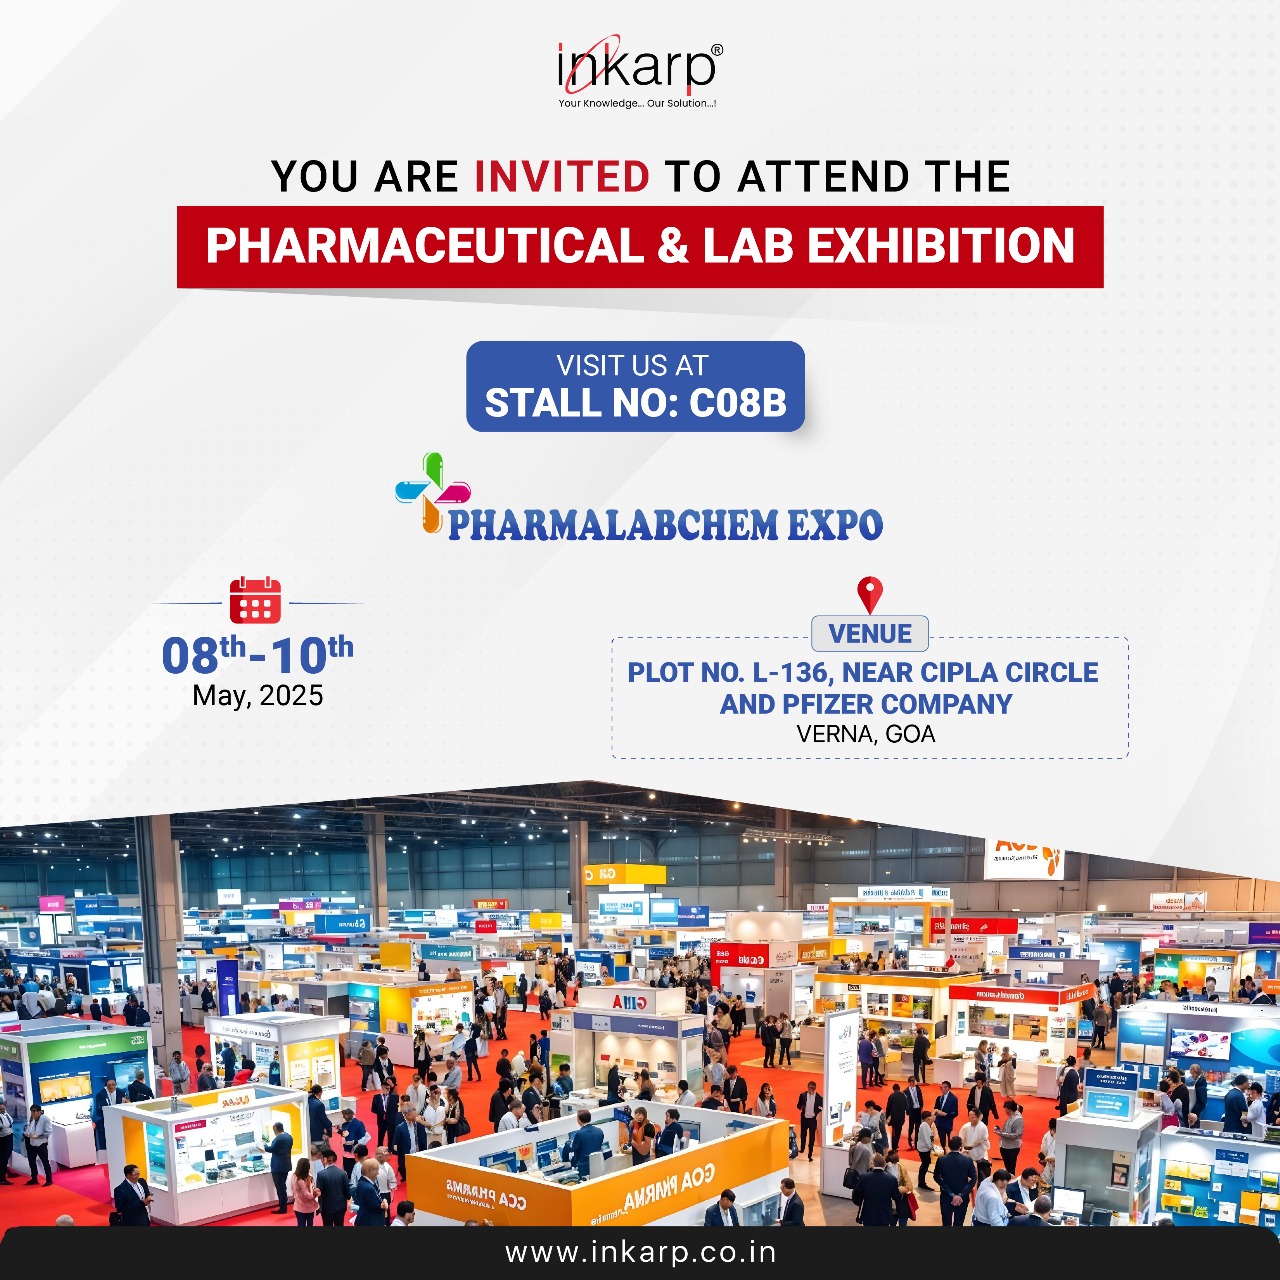 inkarp®
Your Knowledge... Our Solution...!
YOU ARE INVITED TO ATTEND THE
PHARMACEUTICAL & LAB EXHIBITION
VISIT US AT
STALL NO: C08B
PHARMALABCHEM EXPO
08th-10th
May, 2025
VENUE
PLOT NO. L-136, NEAR CIPLA CIRCLE
AND PFIZER COMPANY
VERNA, GOA
www.inkarp.co.in